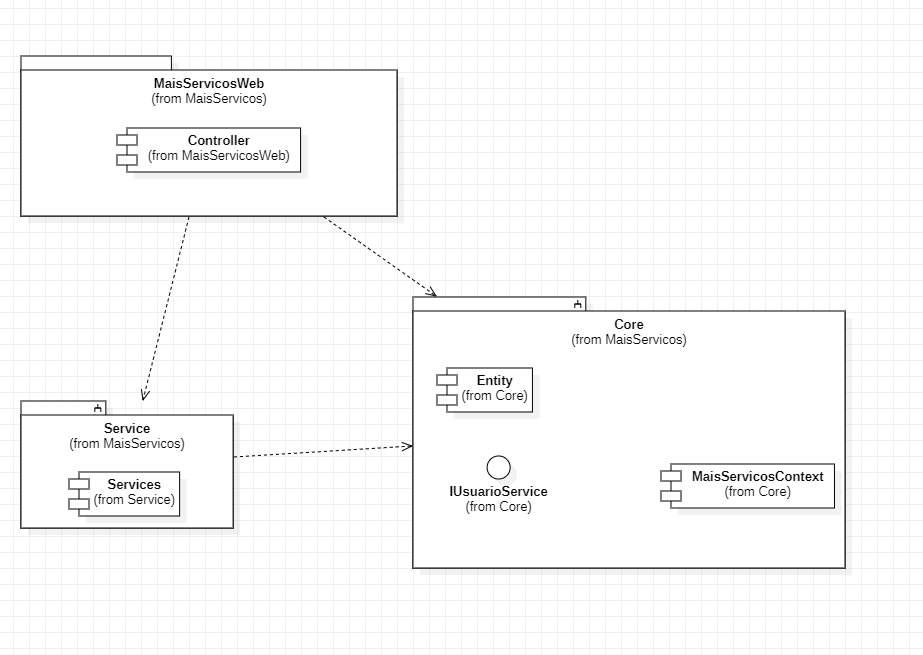 MaisServicosWeb
(from MaisServicos)
Controller
(from MaisServicosWeb)
Core
(from MaisServicos)
Entity
(from Core)
Service
(from MaisServicos)
Services
(from Service)
IUsuarioService
(from Core)
MaisServicosContext
(from Core)